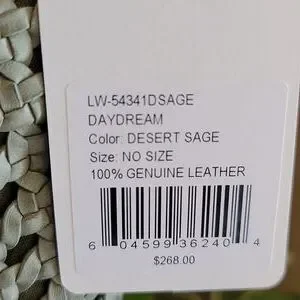 LW-54341DSAGE
DAYDREAM
Color: DESERT SAGE
Size: NO SIZE
100% GENUINE LEATHER
6 04599 36240 4
$268.00